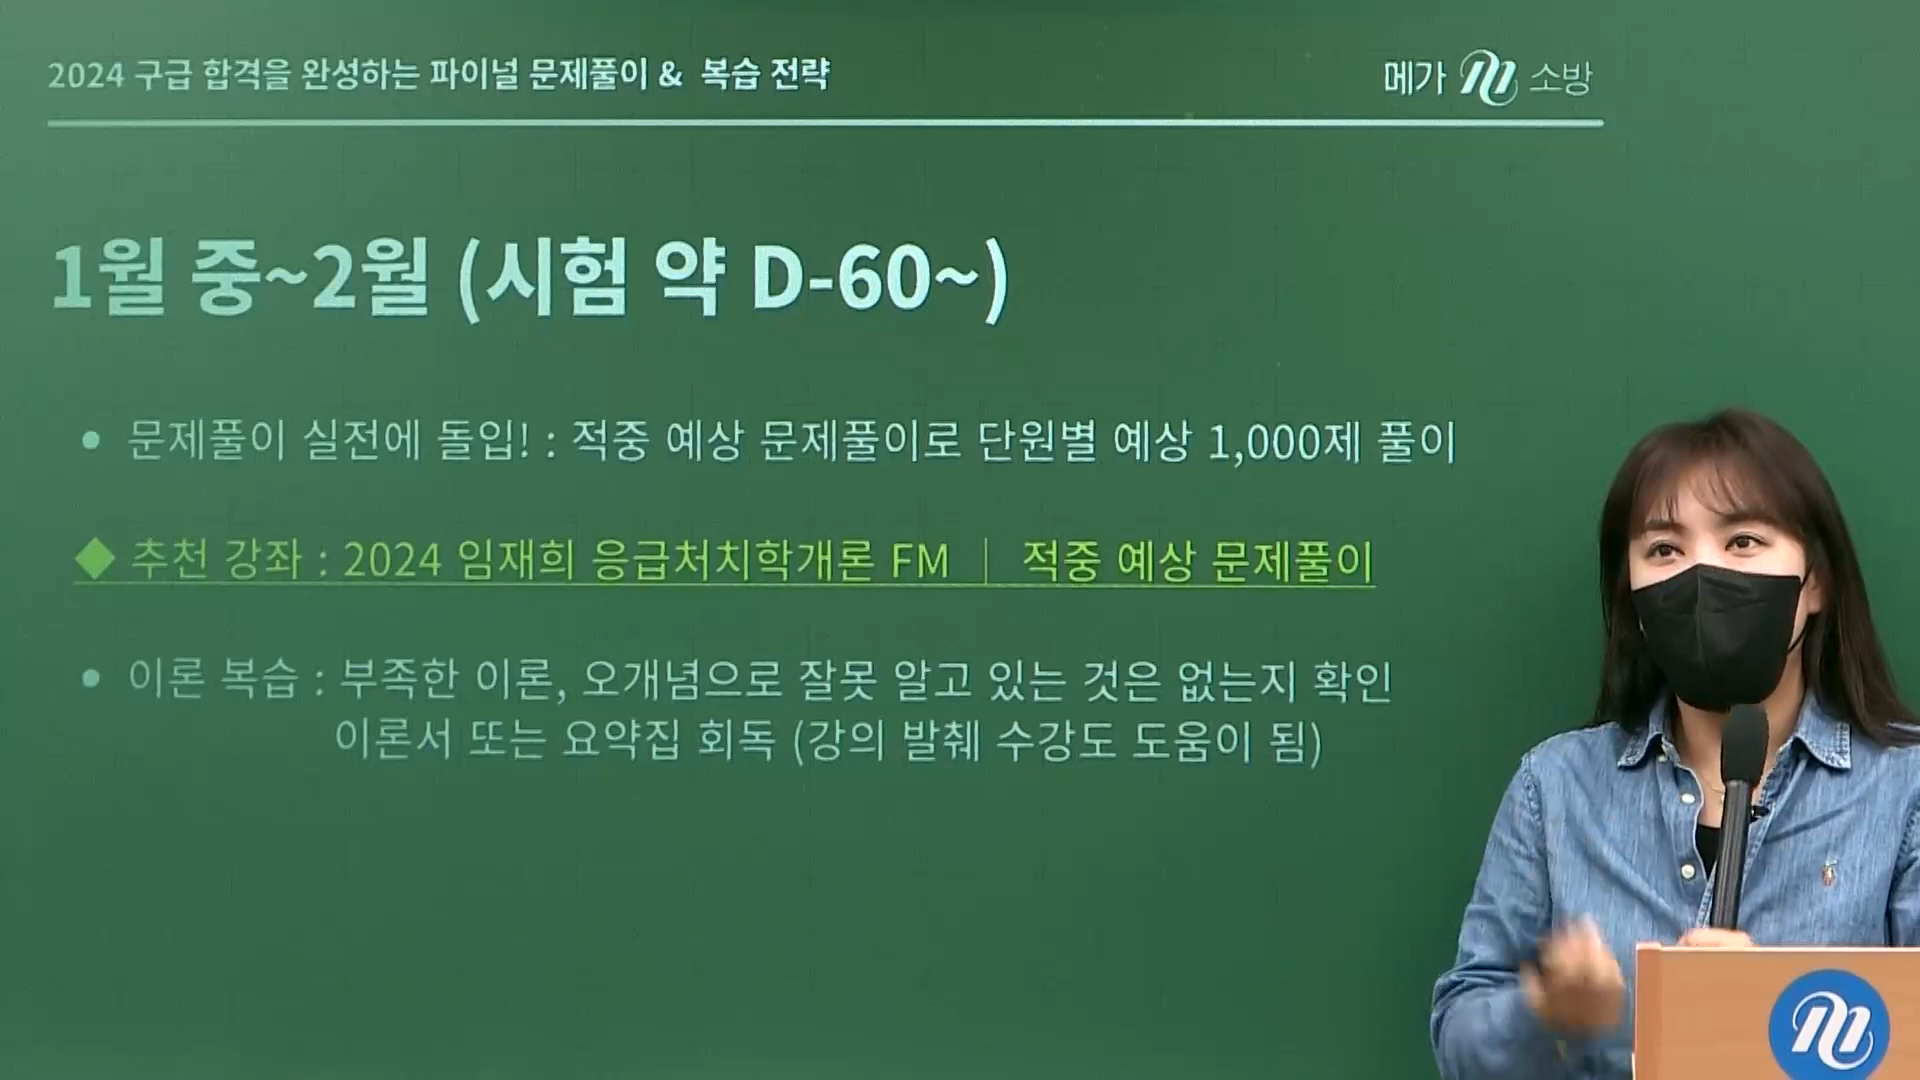 2024 구급 합격을 완성하는 파이널 문제풀이 & 복습 전략
메가 M 소방
1월 중~2월 (시험 약 D-60~)
• 문제풀이 실전에 돌입! : 적중 예상 문제풀이로 단원별 예상 1,000제 풀이
◆ 추천 강좌 : 2024 임재희 응급처치학개론 FM | 적중 예상 문제풀이
• 이론 복습 : 부족한 이론, 오개념으로 잘못 알고 있는 것은 없는지 확인
이론서 또는 요약집 회독 (강의 발췌 수강도 도움이 됨)
M